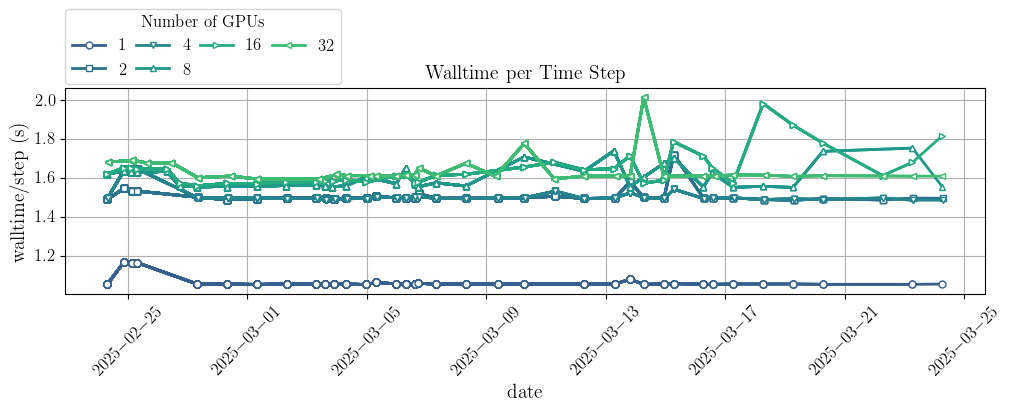 Number of GPUs
1 4 16 32
2 8
Walltime per Time Step
walltime/step (s)
2.0
1.8
1.6
1.4
1.2
2025−02−25
2025−03−01
2025−03−05
2025−03−09
2025−03−13
2025−03−17
2025−03−21
2025−03−25
date